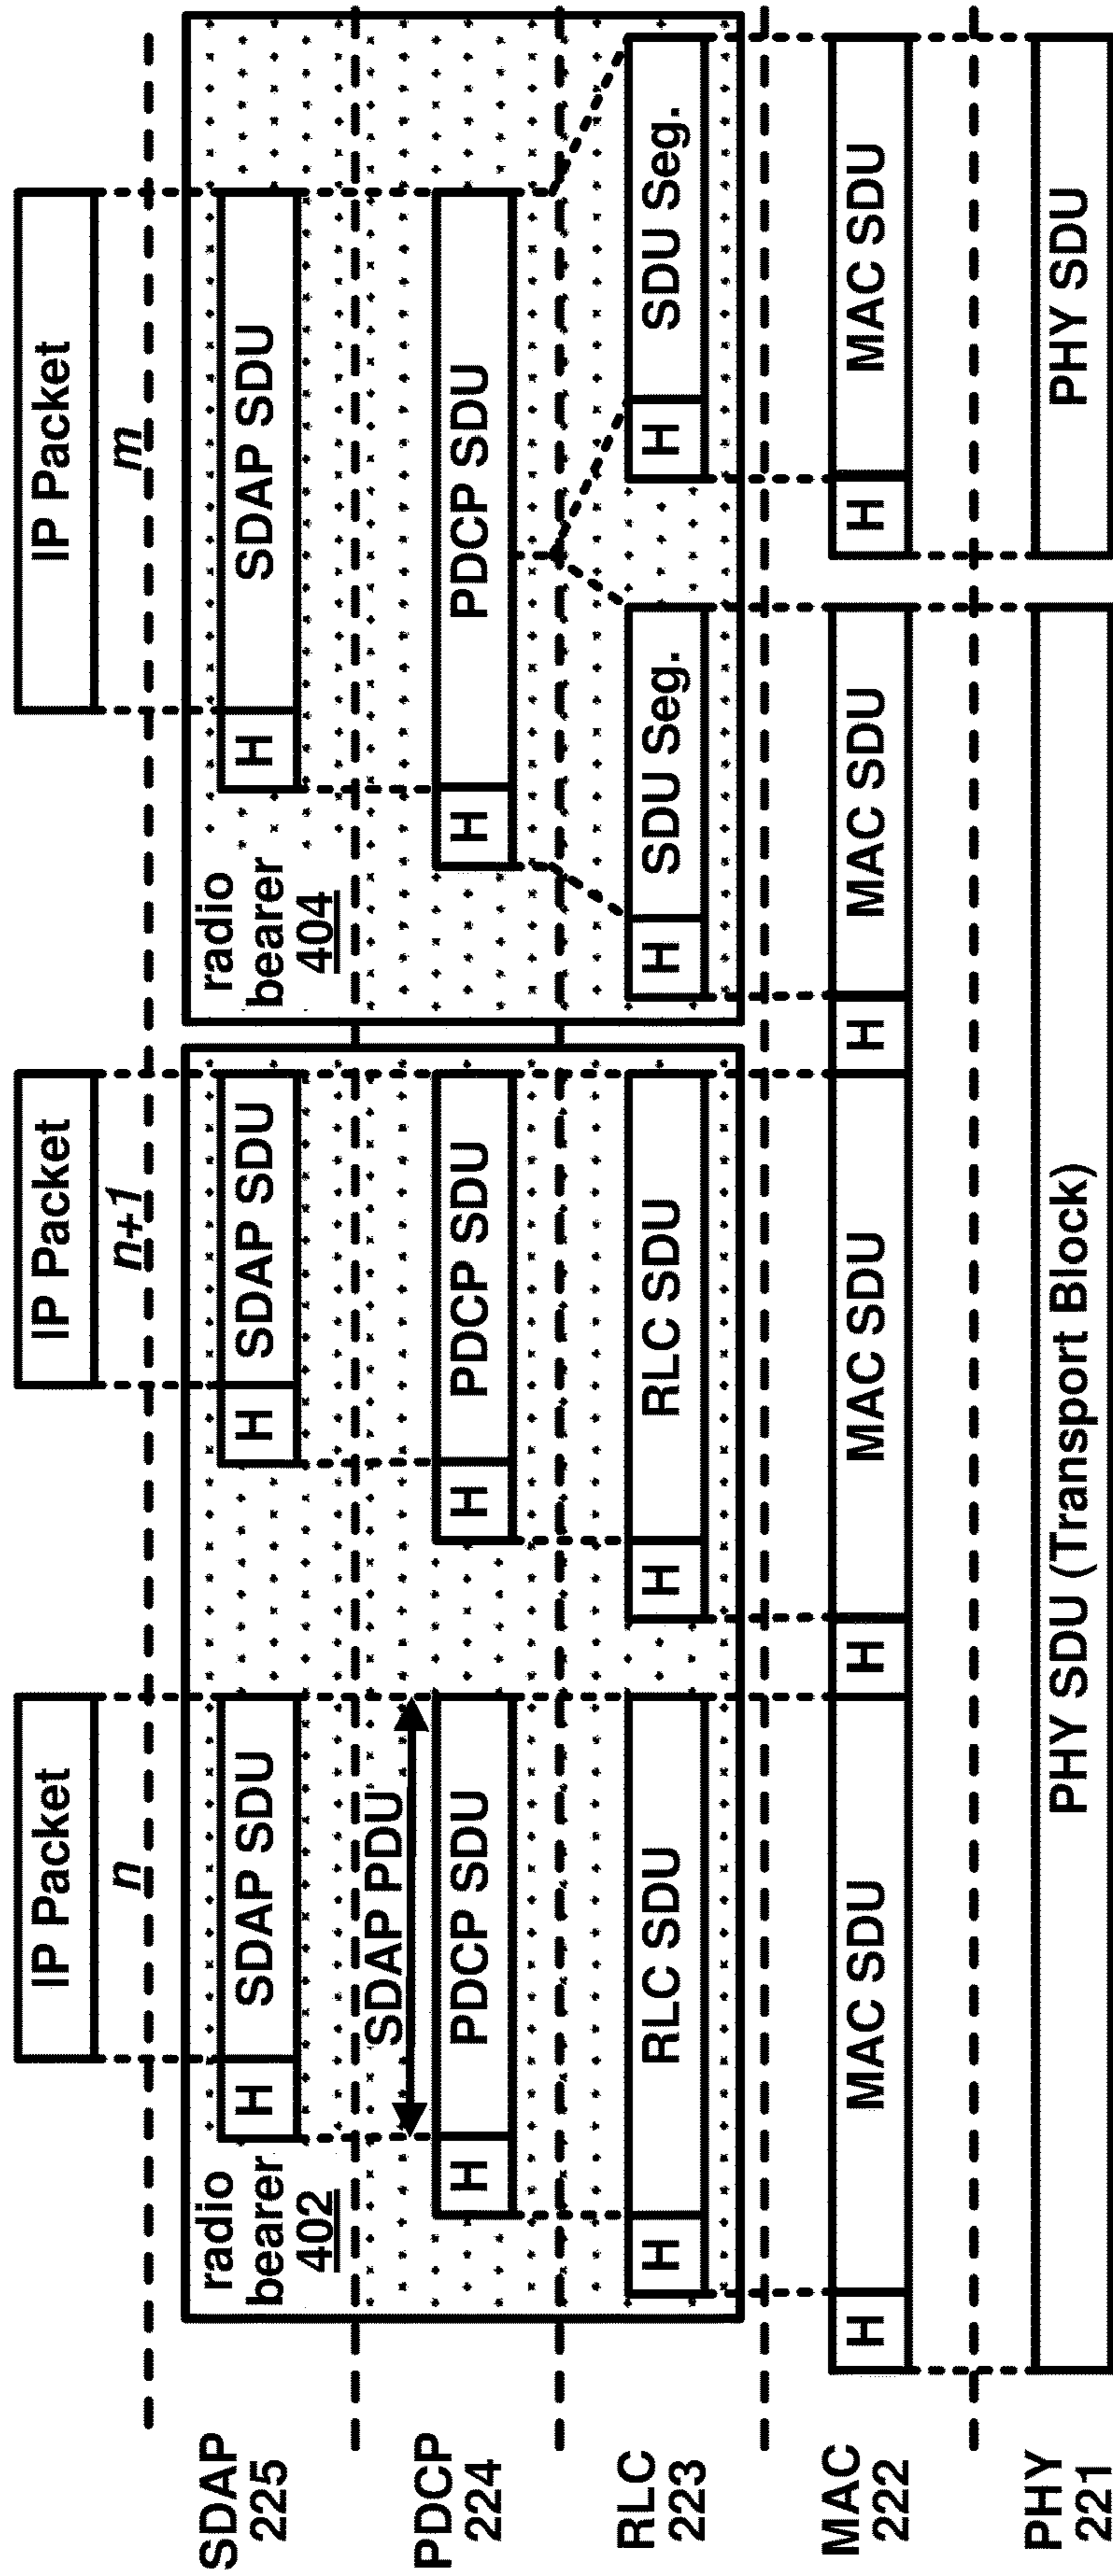 IP Packet IP Packet IP Packet
n n+1 m
SDAP
225
radio
bearer
402
H SDAP SDU H SDAP SDU
radio
bearer
404
H SDAP SDU
SDAP PDU
PDCP
224
H PDCP SDU H PDCP SDU H PDCP SDU
RLC
223
H RLC SDU H RLC SDU H SDU Seg. H SDU Seg.
MAC
222
H MAC SDU H MAC SDU H MAC SDU H MAC SDU
PHY
221
PHY SDU (Transport Block) PHY SDU